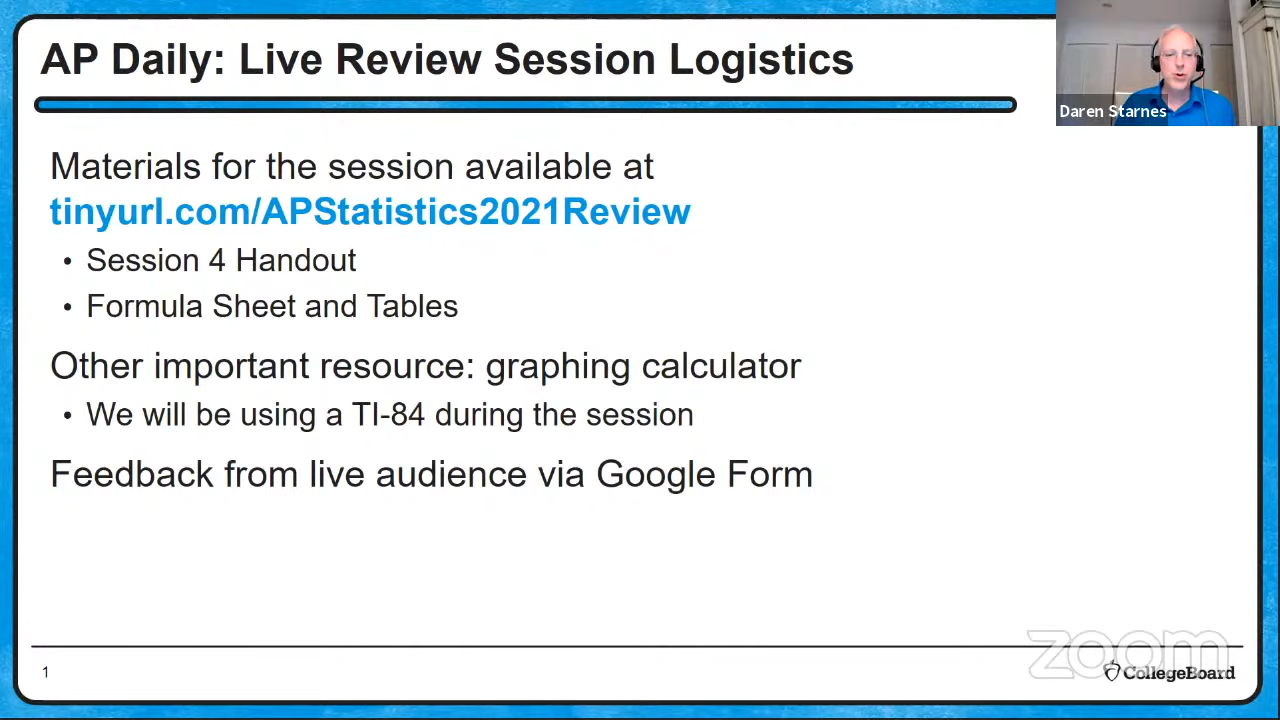 AP Daily: Live Review Session Logistics
Daren Starnes
Materials for the session available at
tinyurl.com/APStatistics2021Review
• Session 4 Handout
• Formula Sheet and Tables
Other important resource: graphing calculator
• We will be using a TI-84 during the session
Feedback from live audience via Google Form
zoom
1
CollegeBoard